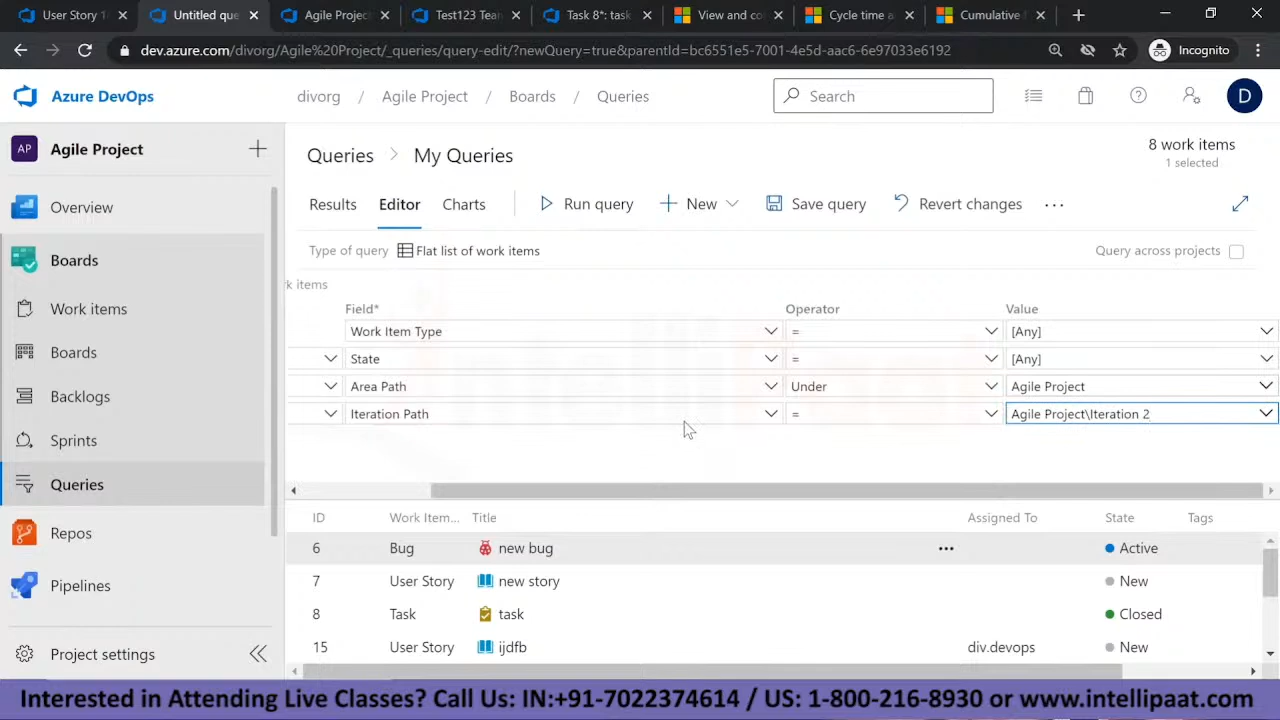 User Story 1
Untitled que
Agile Projec
Test123 Tean
Task 8*: task
View and co
Cycle time a
Cumulative f
dev.azure.com/divorg/Agile%20Project/_queries/query-edit/?newQuery=true&parentId=bc6551e5-7001-4e5d-aac6-6e97033e6192
Incognito
Azure DevOps
divorg / Agile Project / Boards / Queries
Search
D
AP Agile Project
Overview
Boards
Work items
Boards
Backlogs
Sprints
Queries
Repos
Pipelines
Project settings
Queries > My Queries
8 work items
1 selected
Results Editor Charts Run query New Save query Revert changes ...
Type of query Flat list of work items Query across projects
rk items
Field* Operator Value
Work Item Type = [Any]
State = [Any]
Area Path Under Agile Project
Iteration Path = Agile Project\Iteration 2
ID Work Item... Title Assigned To State Tags
6 Bug new bug ... Active
7 User Story new story New
8 Task task Closed
15 User Story ijdfb div.devops New
Interested in Attending Live Classes? Call Us: IN:+91-7022374614 / US: 1-800-216-8930 or www.intellipaat.com